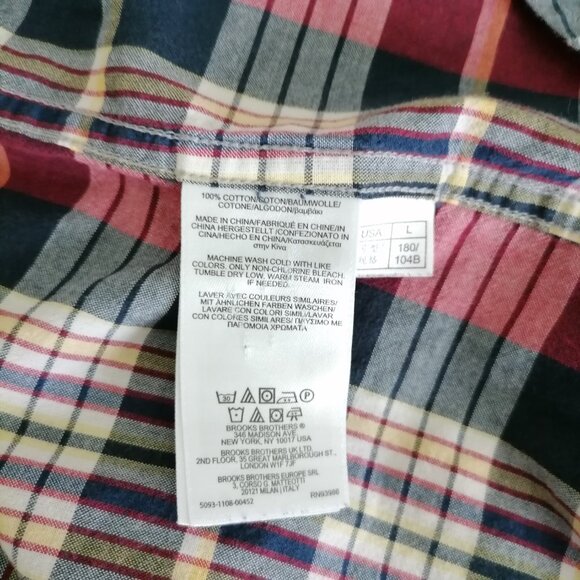 100% COTTON/COTON/BAUMWOLLE/
COTONE/ALGODON/βαμβάκι
MADE IN CHINA/FABRIQUÉ EN CHINE/IN
CHINA HERGESTELLT /CONFEZIONATO IN
CINA/HECHO EN CHINA/Κατασκευάζεται
στην Κίνα
MACHINE WASH COLD WITH LIKE
COLORS. ONLY NON-CHLORINE BLEACH.
TUMBLE DRY LOW. WARM STEAM IRON
IF NEEDED.
LAVER AVEC COULEURS SIMILAIRES/
MIT ÄHNLICHEN FARBEN WASCHEN/
LAVARE CON COLORI SIMILI/LAVAR
CON COLORES SIMILARES/ΠΛΥΣΙΜΟ ΜΕ
ΠΑΡΟΜΟΙΑ ΧΡΩΜΑΤΑ
30 P
BROOKS BROTHERS ®
346 MADISON AVE
NEW YORK, NY 10017 USA
BROOKS BROTHERS UK LTD.
2ND FLOOR, 35 GREAT MARLBOROUGH ST.,
LONDON W1F 7JF
BROOKS BROTHERS EUROPE SRL
3, CORSO G. MATTEOTTI
20121 MILAN | ITALY
S093-1108-00452 RN93988
USA L
180/
104B